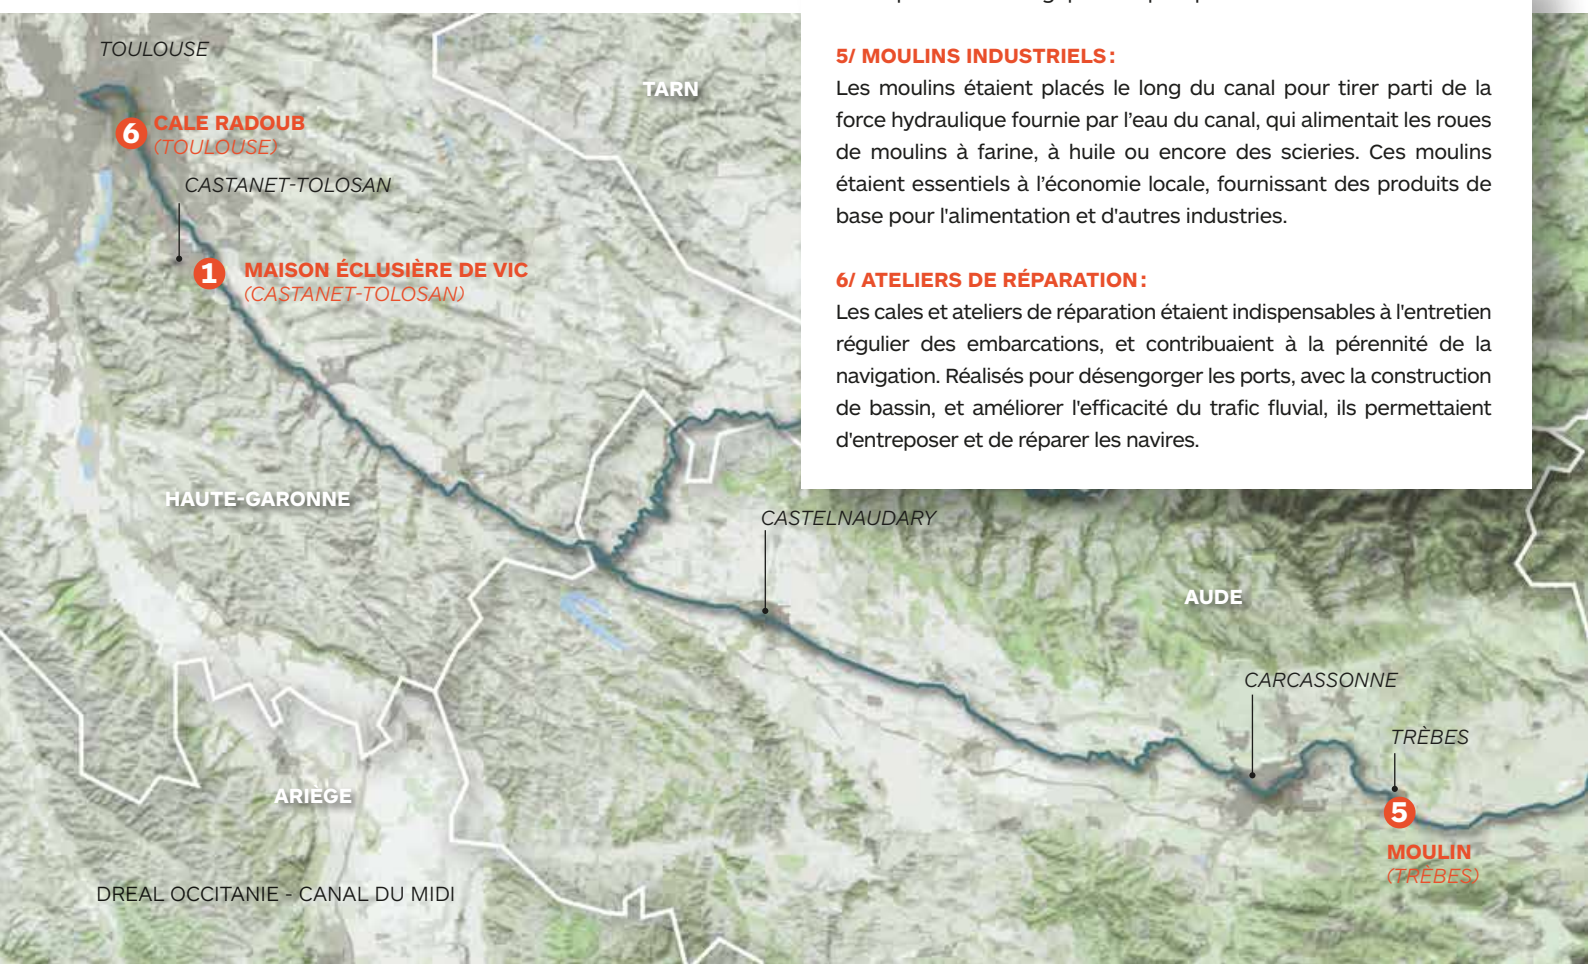 TOULOUSE
6 CALE RADOUB
(TOULOUSE)
CASTANET-TOLOSAN
1 MAISON ÉCLUSIÈRE DE VIC
(CASTANET-TOLOSAN)
TARN
HAUTE-GARONNE
5/ MOULINS INDUSTRIELS :
Les moulins étaient placés le long du canal pour tirer parti de la
force hydraulique fournie par l'eau du canal, qui alimentait les roues
de moulins à farine, à huile ou encore des scieries. Ces moulins
étaient essentiels à l'économie locale, fournissant des produits de
base pour l'alimentation et d'autres industries.
6/ ATELIERS DE RÉPARATION :
Les cales et ateliers de réparation étaient indispensables à l'entretien
régulier des embarcations, et contribuaient à la pérennité de la
navigation. Réalisés pour désengorger les ports, avec la construction
de bassin, et améliorer l'efficacité du trafic fluvial, ils permettaient
d'entreposer et de réparer les navires.
CASTELNAUDARY
AUDE
CARCASSONNE
TRÈBES
5
MOULIN
(TRÈBES)
ARIÈGE
DREAL OCCITANIE - CANAL DU MIDI